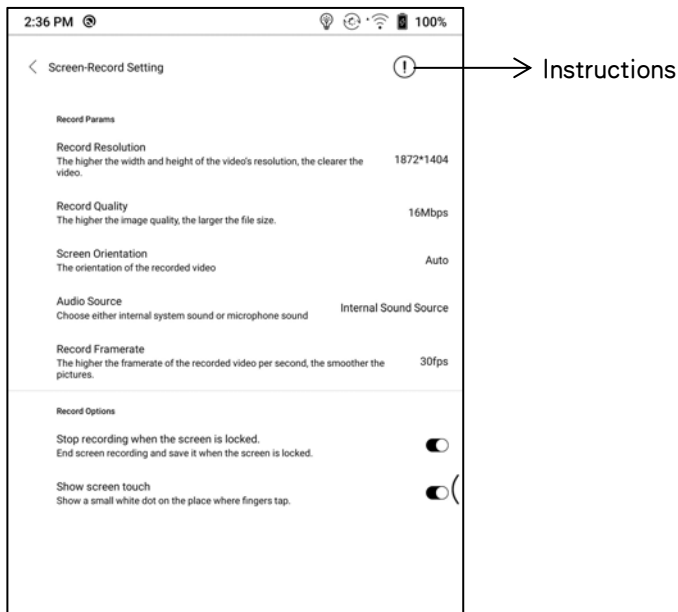 2:36 PM 100%
Screen-Record Setting
Instructions
Record Params
Record Resolution
The higher the width and height of the video's resolution, the clearer the
video.
1872*1404
Record Quality
The higher the image quality, the larger the file size.
16Mbps
Screen Orientation
The orientation of the recorded video
Auto
Audio Source
Choose either internal system sound or microphone sound
Internal Sound Source
Record Framerate
The higher the framerate of the recorded video per second, the smoother the
pictures.
30fps
Record Options
Stop recording when the screen is locked.
End screen recording and save it when the screen is locked.
Show screen touch
Show a small white dot on the place where fingers tap.